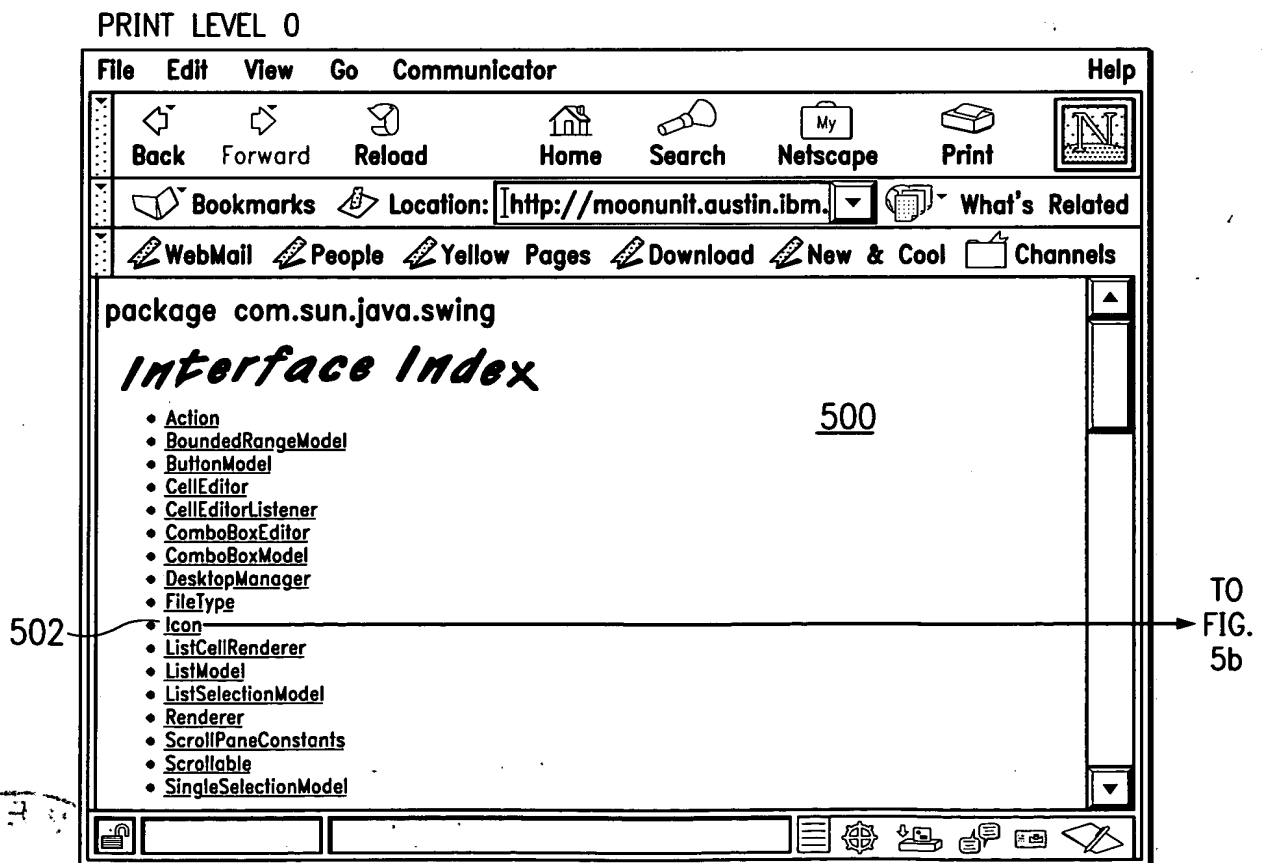 PRINT LEVEL 0
File Edit View Go Communicator Help
Back Forward Reload Home Search My Netscape Print N
Bookmarks Location: http://moonunit.austin.ibm. What's Related
WebMail People Yellow Pages Download New & Cool Channels
package com.sun.java.swing
Interface Index
500
• Action
• BoundedRangeModel
• ButtonModel
• CellEditor
• CellEditorListener
• ComboBoxEditor
• ComboBoxModel
• DesktopManager
• FileType
502 • Icon TO FIG. 5b
• ListCellRenderer
• ListModel
• ListSelectionModel
• Renderer
• ScrollPaneConstants
• Scrollable
• SingleSelectionModel